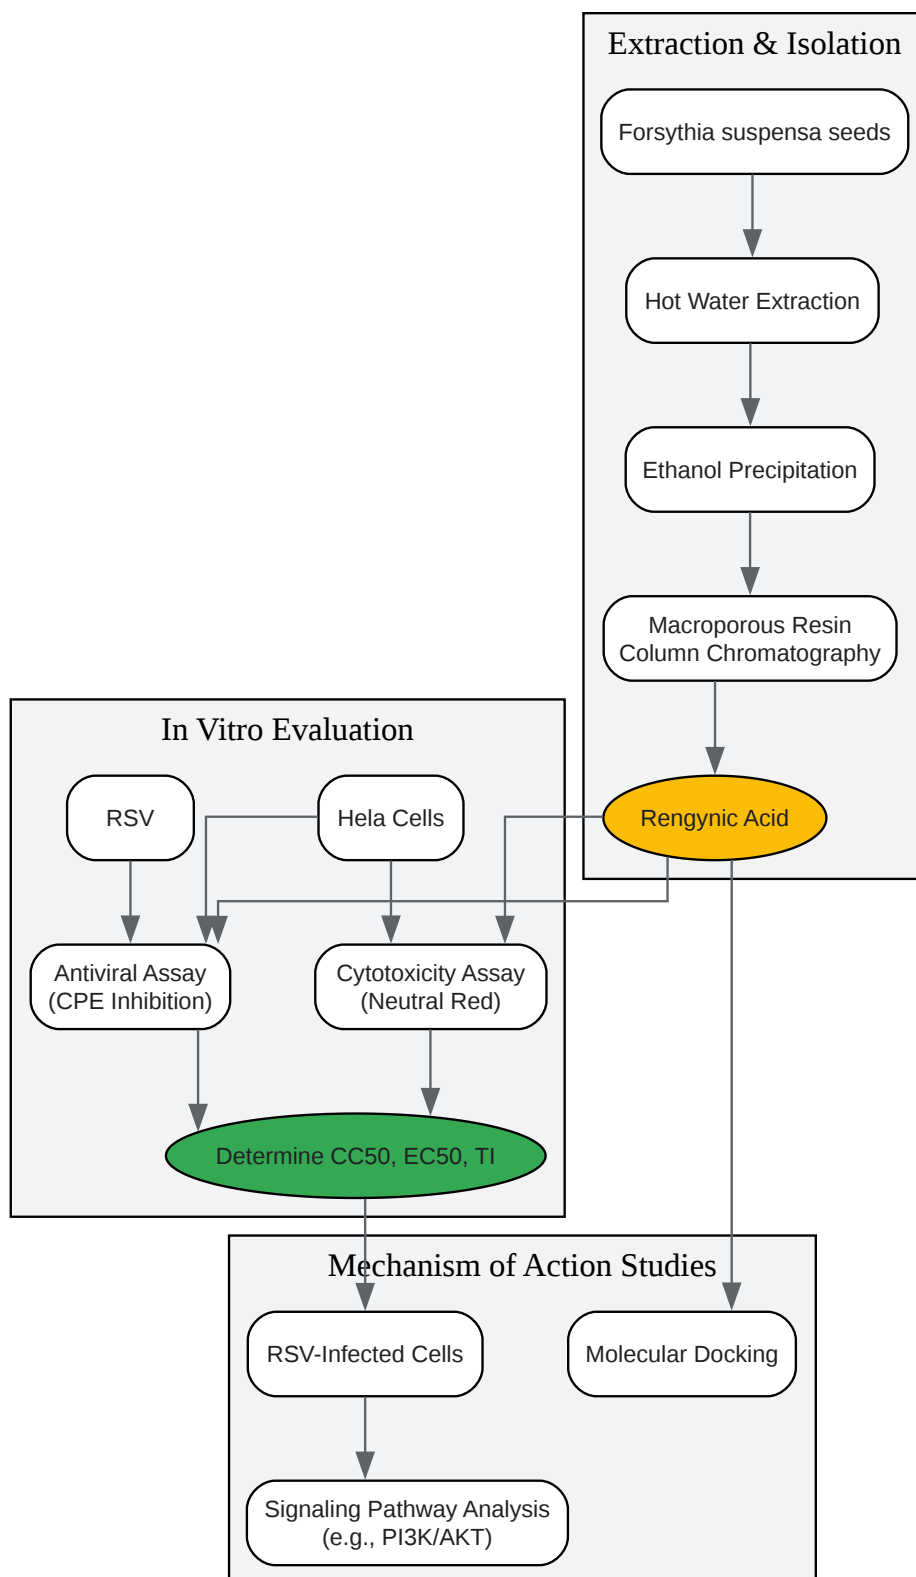 Extraction & Isolation
Forsythia suspensa seeds
Hot Water Extraction
Ethanol Precipitation
Macroporous Resin
Column Chromatography
Rengynic Acid
In Vitro Evaluation
RSV
Hela Cells
Antiviral Assay
(CPE Inhibition)
Cytotoxicity Assay
(Neutral Red)
Determine CC50, EC50, TI
Mechanism of Action Studies
RSV-Infected Cells
Molecular Docking
Signaling Pathway Analysis
(e.g., PI3K/AKT)